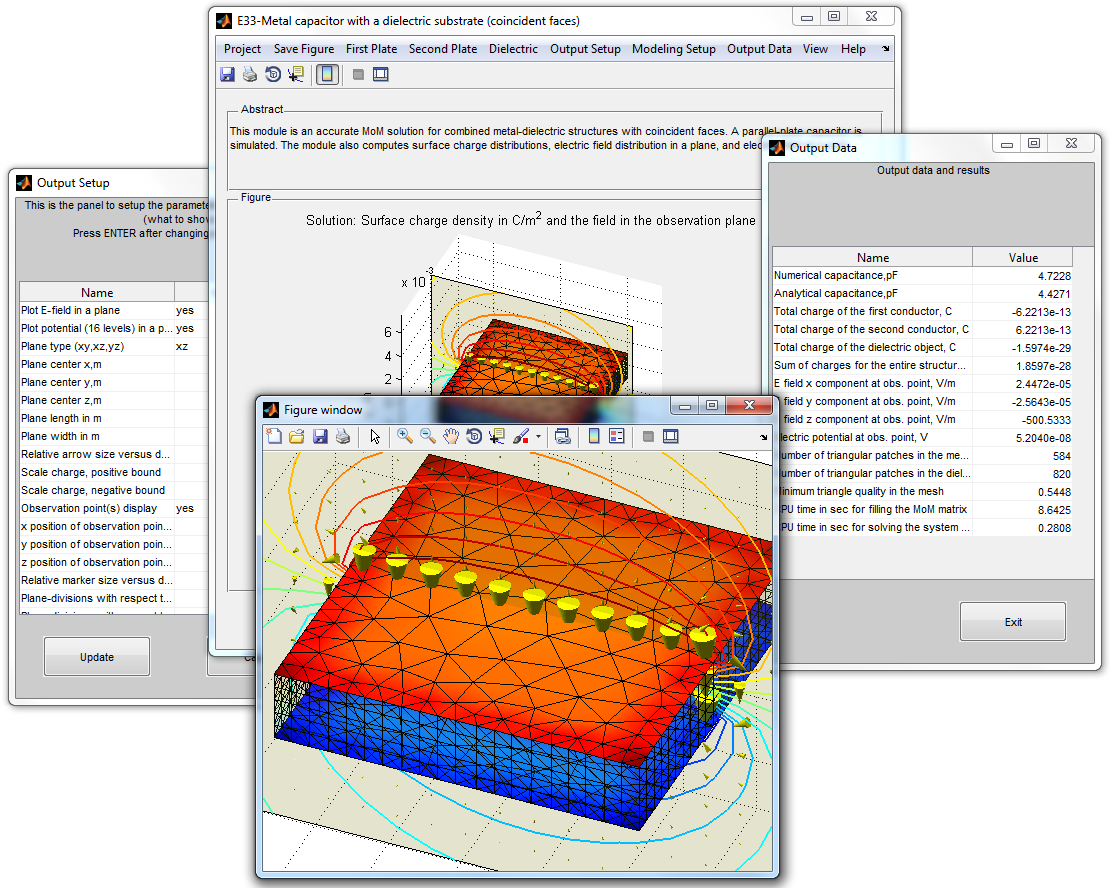 E33-Metal capacitor with a dielectric substrate (coincident faces)
Project Save Figure First Plate Second Plate Dielectric Output Setup Modeling Setup Output Data View Help
Abstract
This module is an accurate MoM solution for combined metal-dielectric structures with coincident faces. A parallel-plate capacitor is
simulated. The module also computes surface charge distributions, electric field distribution in a plane, and
Figure
Solution: Surface charge density in C/m2 and the field in the observation plane
x 10-3
6
4
2
Output Setup
This is the panel to setup the
(what to
Press ENTER after changing
Name
Plot E-field in a plane yes
Plot potential (16 levels) in a p... yes
Plane type (xy,xz,yz) xz
Plane center x,m
Plane center y,m
Plane center z,m
Plane length in m
Plane width in m
Relative arrow size versus d...
Scale charge, positive bound
Scale charge, negative bound
Observation point(s) display yes
x position of observation poin...
y position of observation poin...
z position of observation poin...
Relative marker size versus d...
Plane-divisions with respect t...
Update
Output Data
Output data and results
Name Value
Numerical capacitance,pF 4.7228
Analytical capacitance,pF 4.4271
Total charge of the first conductor, C -6.2213e-13
Total charge of the second conductor, C 6.2213e-13
Total charge of the dielectric object, C -1.5974e-29
Sum of charges for the entire structur... 1.8597e-28
E field x component at obs. point, V/m 2.4472e-05
field y component at obs. point, V/m -2.5643e-05
field z component at obs. point, V/m -500.5333
lectric potential at obs. point, V 5.2040e-08
umber of triangular patches in the me... 584
umber of triangular patches in the diel... 820
inimum triangle quality in the mesh 0.5448
PU time in sec for filling the MoM matrix 8.6425
PU time in sec for solving the system ... 0.2808
Exit
Figure window